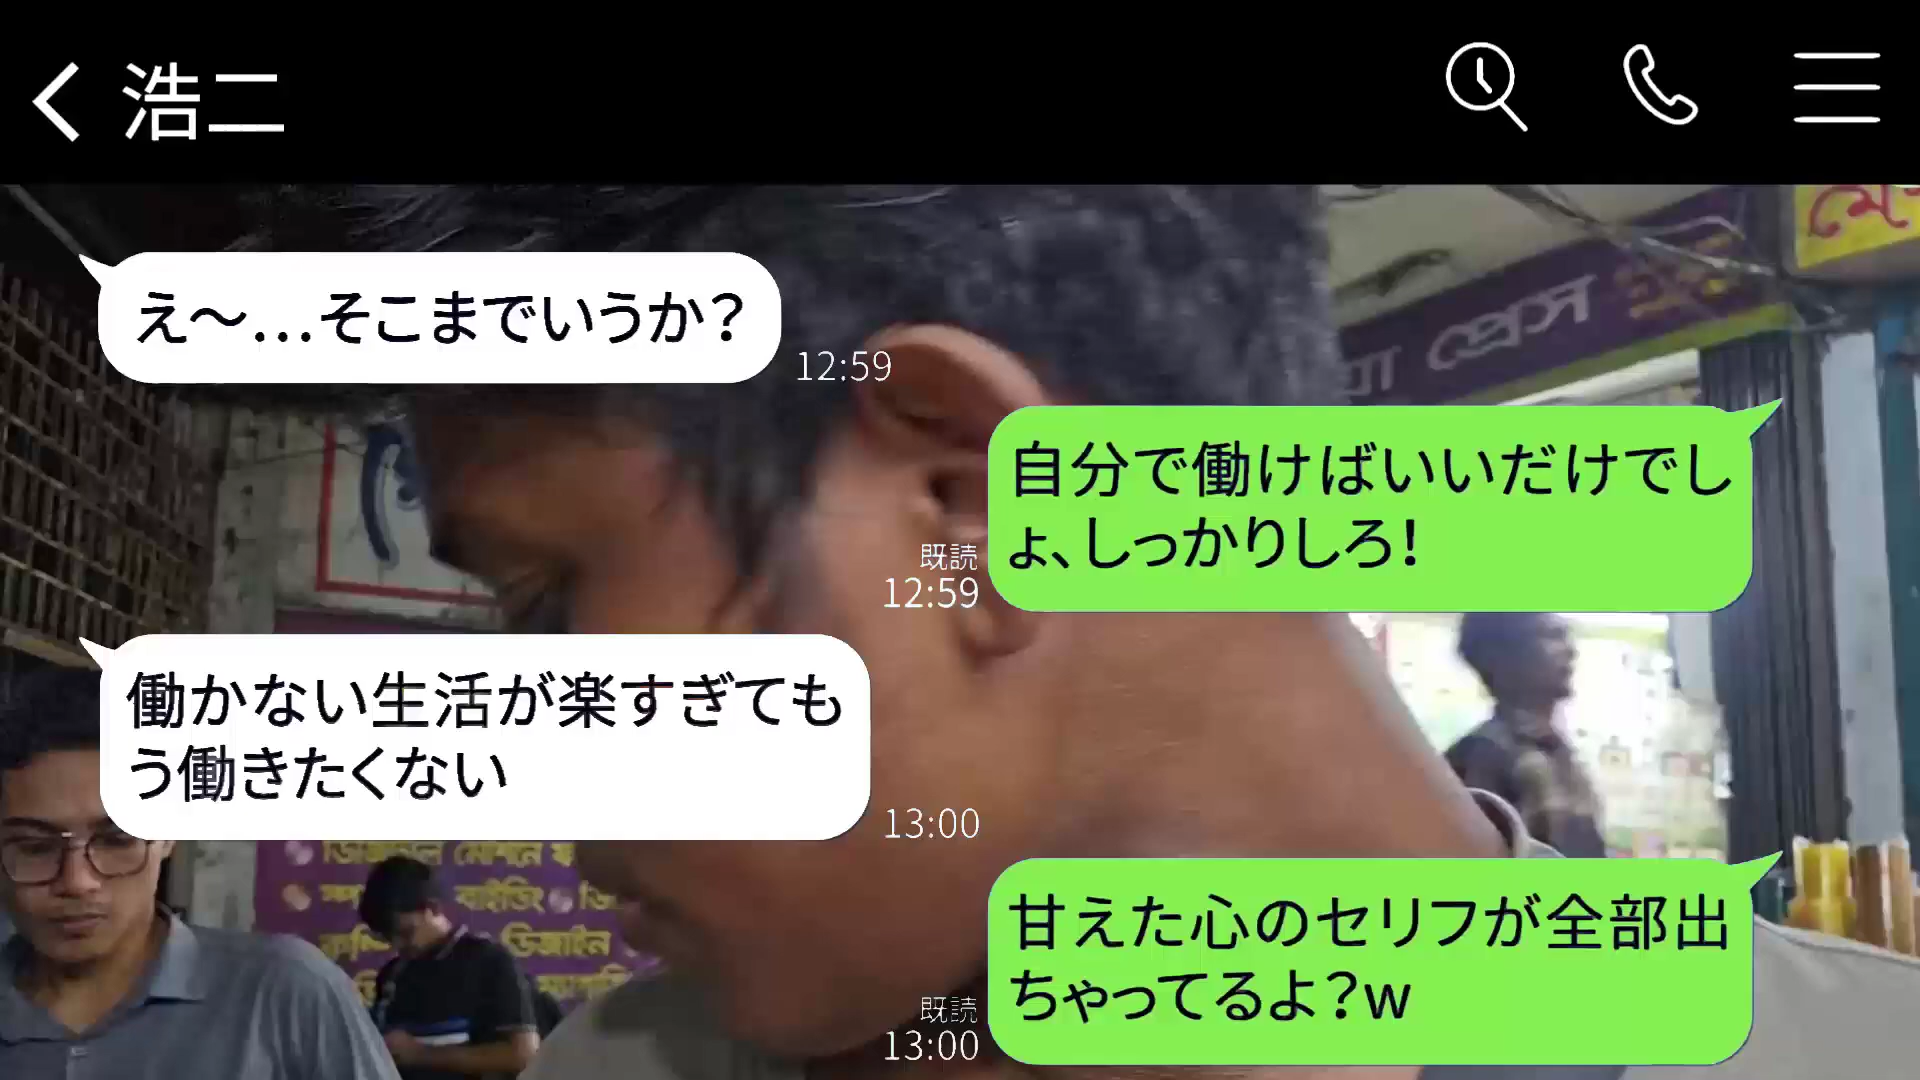 浩二
え〜…そこまでいうか？
12:59
自分で働けばいいだけでし
ょ、しっかりしろ！
既読
12:59
働かない生活が楽すぎても
う働きたくない
13:00
甘えた心のセリフが全部出
ちゃってるよ？w
既読
13:00
প্রেস
ডিজাইন